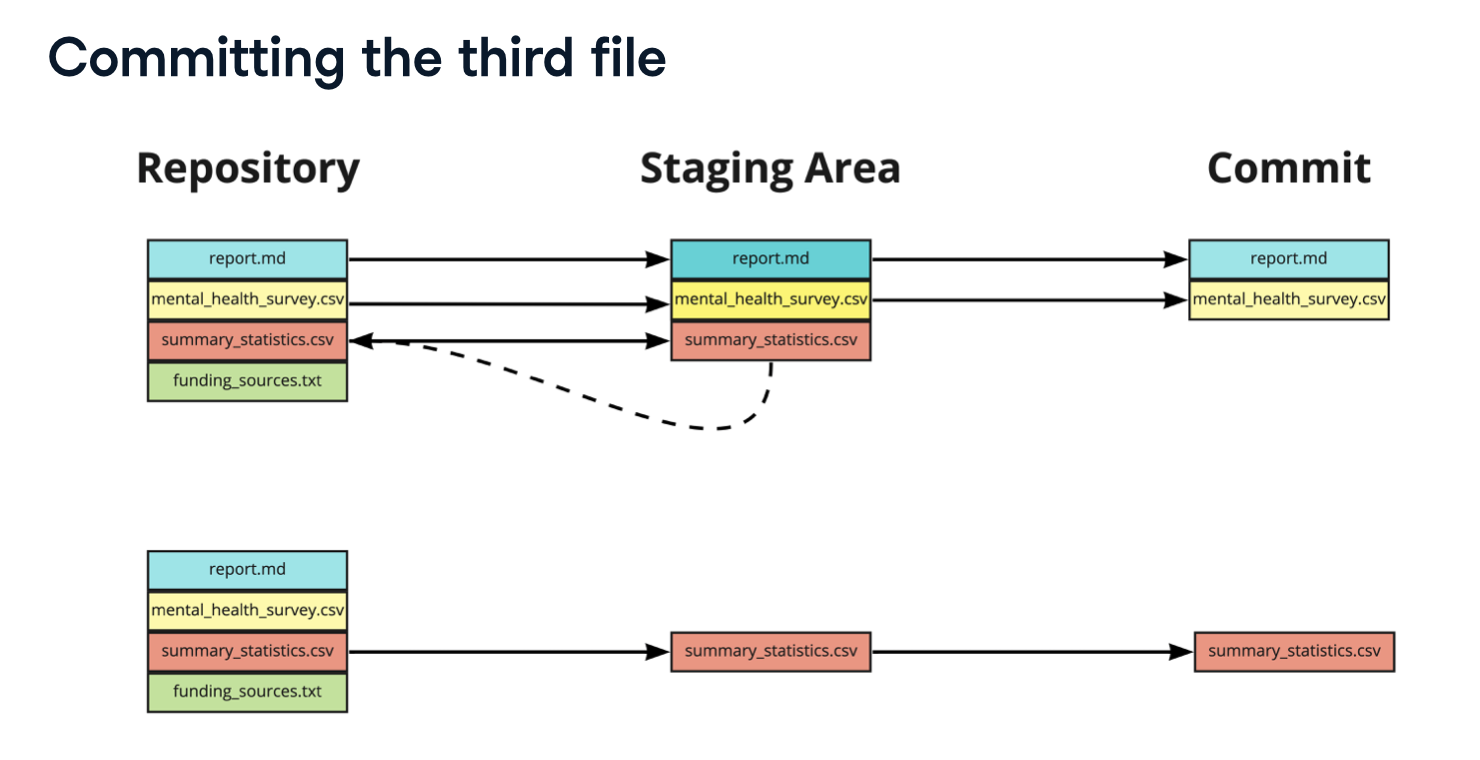 Committing the third file
Repository
Staging Area
Commit
report.md
report.md
report.md
mental_health_survey.csv
mental_health_survey.csv
mental_health_survey.csv
summary_statistics.csv
summary_statistics.csv
funding_sources.txt
report.md
mental_health_survey.csv
summary_statistics.csv
summary_statistics.csv
summary_statistics.csv
funding_sources.txt